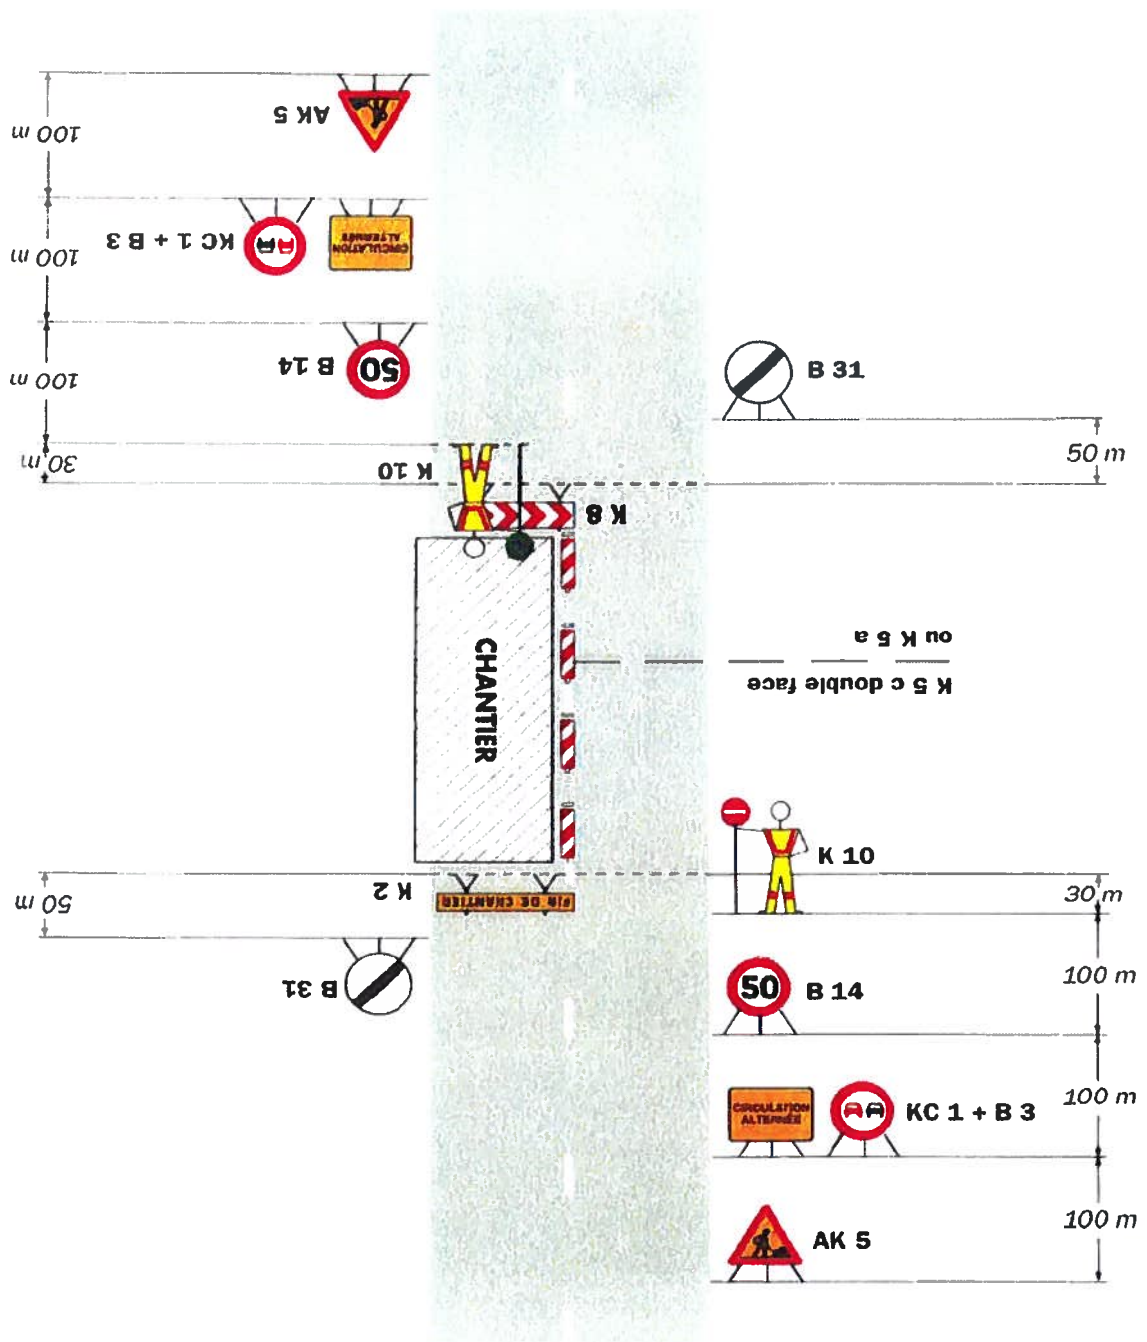 100 m
AK 5
100 m
KC 1 + B 3
CIRCULATION
ALTERNÉE
100 m
B 14
50
B 31
30 m
K 10
50 m
K 8
CHANTIER
K 5 c double face
ou K 5 a
K 10
50 m
K 2
FIN DE CHANTIER
30 m
B 31
50
B 14
100 m
CIRCULATION
ALTERNÉE
KC 1 + B 3
100 m
AK 5
100 m